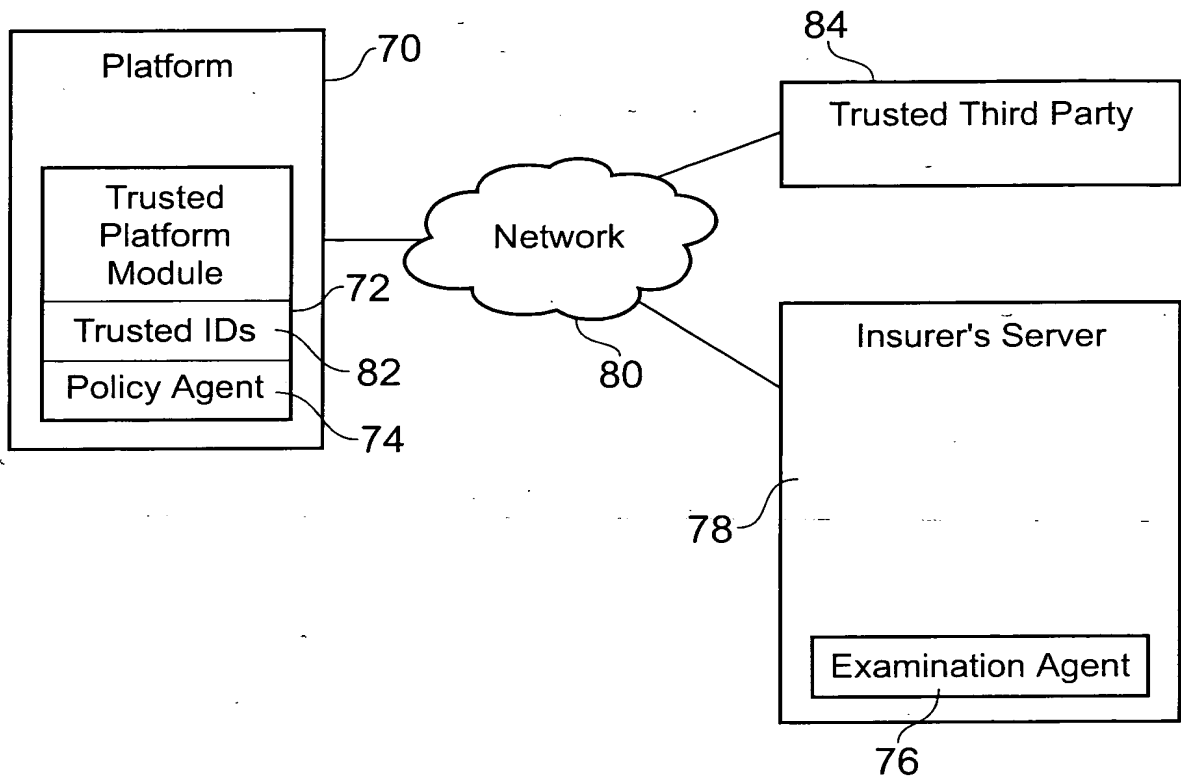 Platform
70
Trusted
Platform
Module
72
Trusted IDs
82
Policy Agent
74
Network
80
84
Trusted Third Party
Insurer's Server
78
Examination Agent
76